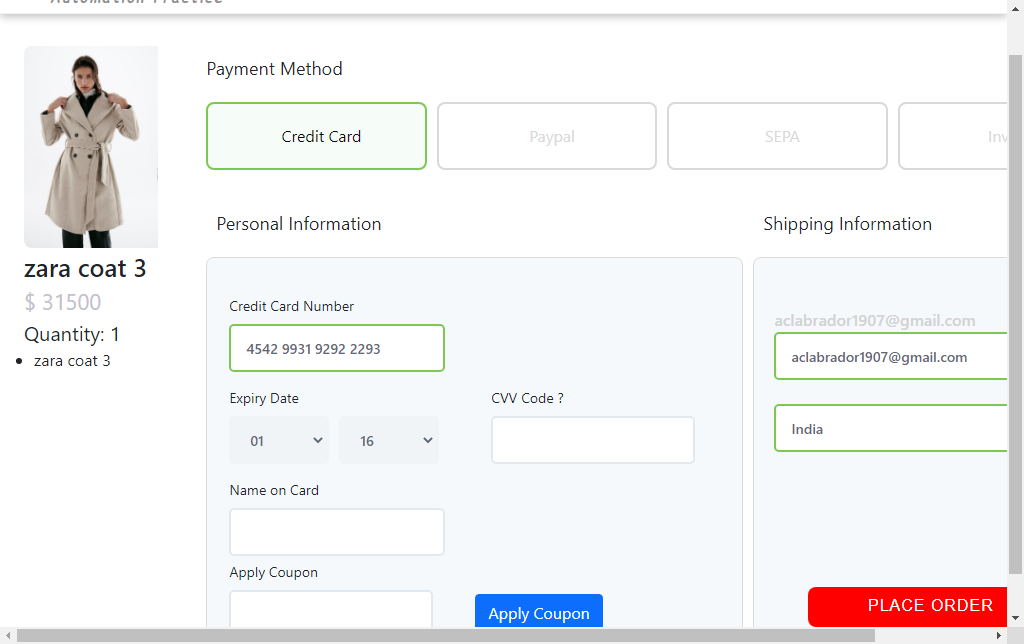 Automation Practice
Payment Method
Credit Card
Paypal
SEPA
Inv
Personal Information
Shipping Information
zara coat 3
$ 31500
Quantity: 1
zara coat 3
Credit Card Number
4542 9931 9292 2293
Expiry Date
CVV Code ?
01
16
Name on Card
Apply Coupon
Apply Coupon
aclabrador1907@gmail.com
aclabrador1907@gmail.com
India
PLACE ORDER